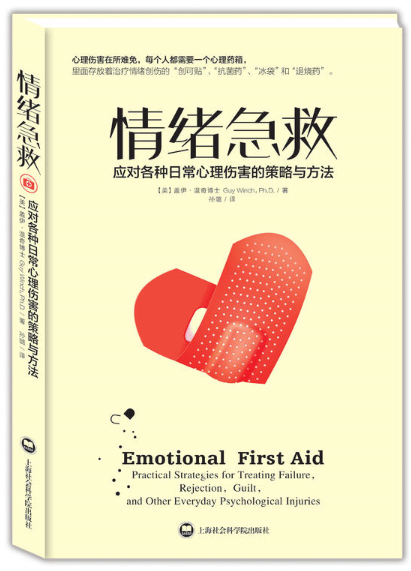 心理伤害在所难免，每个人都需要一个心理药箱，
里面存放着治疗情绪创伤的“创可贴”、“抗菌药”、“冰袋”和“退烧药”。
情绪急救
应对各种日常心理伤害的策略与方法
【美】盖伊·温奇博士 Guy Winch, Ph.D. / 著
孙璐 / 译
Emotional First Aid
Practical Strategies for Treating Failure,
Rejection, Guilt,
and Other Everyday Psychological Injuries
上海社会科学院出版社
情绪急救
应对各种日常心理伤害的策略与方法
【美】盖伊·温奇博士 Guy Winch, Ph.D. / 著
孙璐 / 译
上海社会科学院出版社